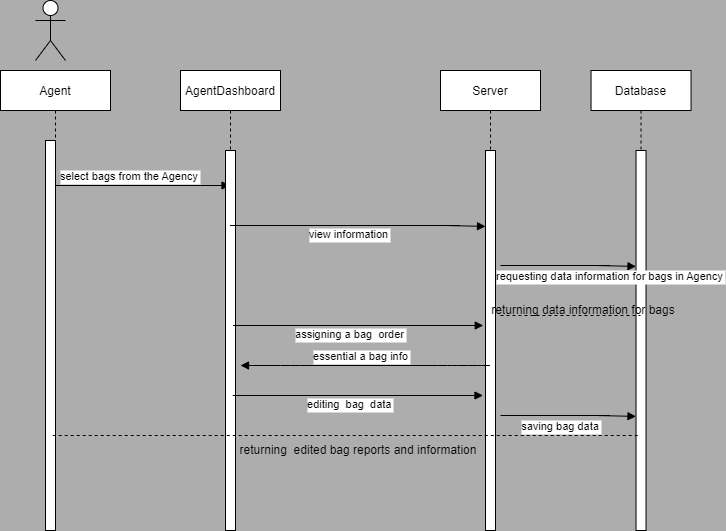 Agent
AgentDashboard
Server
Database
select bags from the Agency
view information
requesting data information for bags in Agency
returning data information for bags
assigning a bag  order
essential a bag info
editing  bag  data
saving bag data
returning  edited bag reports and information